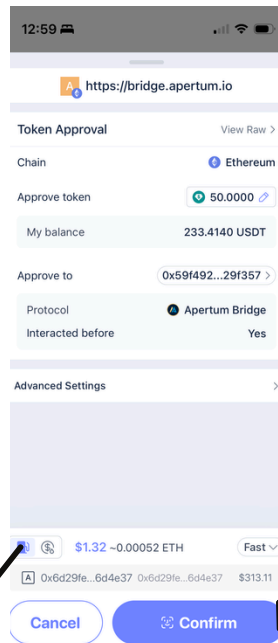 12:59
https://bridge.apertum.io
Token Approval View Raw >
Chain Ethereum
Approve token 50.0000
My balance 233.4140 USDT
Approve to 0x59f492...29f357 >
Protocol Apertum Bridge
Interacted before Yes
Advanced Settings >
$1.32 ~0.00052 ETH Fast
A 0x6d29fe...6d4e37 0x6d29fe...6d4e37 $313.11
Cancel Confirm